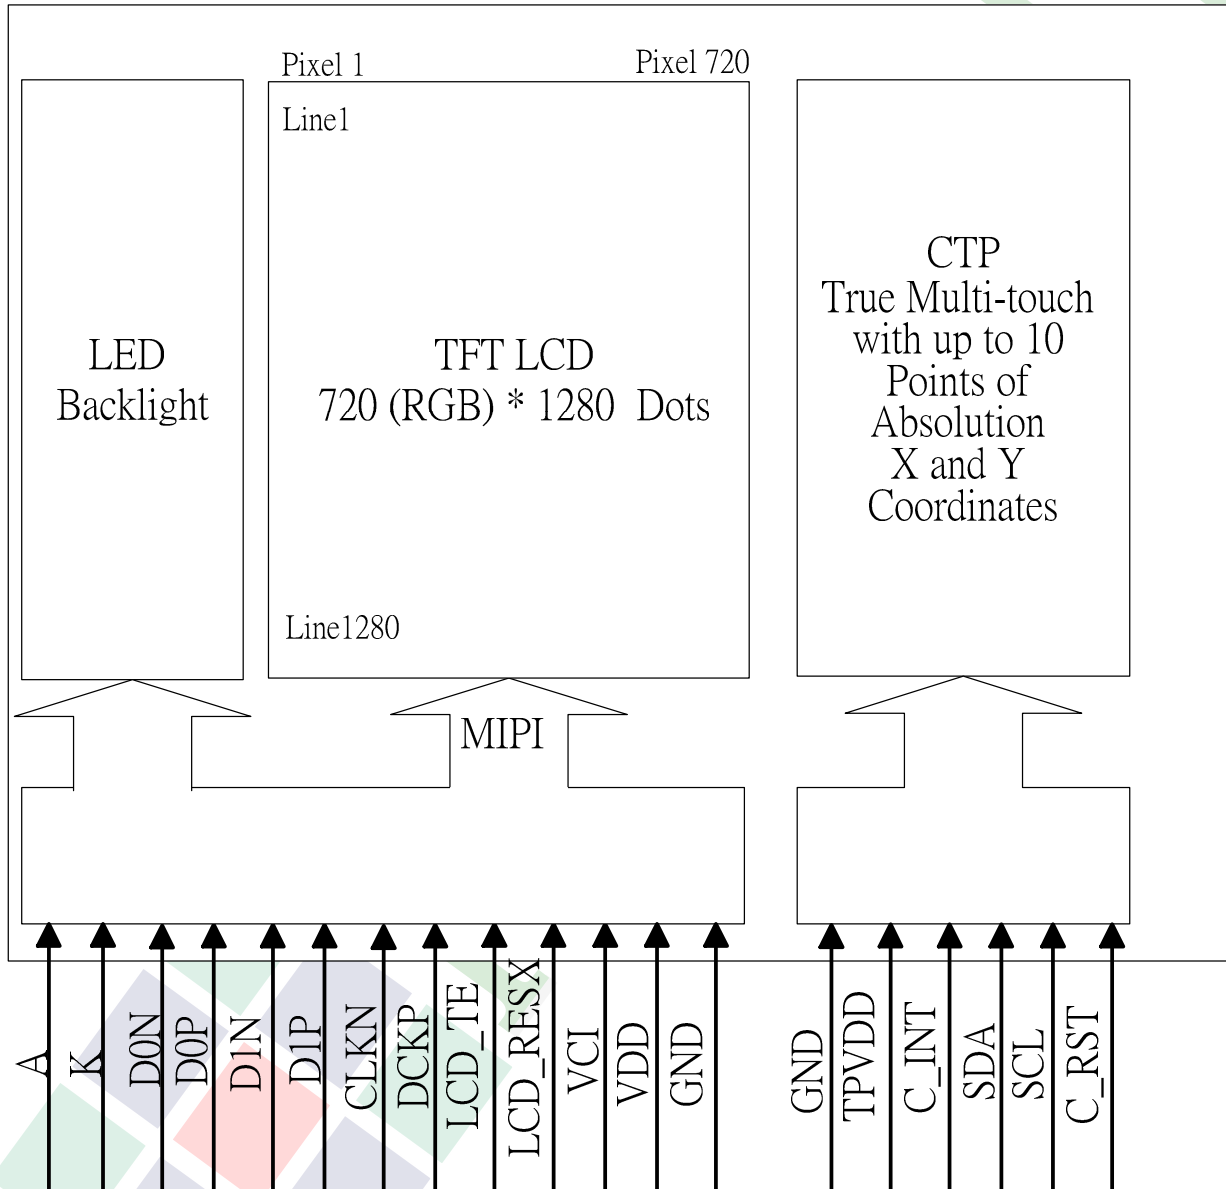 Pixel 1
Pixel 720
Line1
LED
Backlight
TFT LCD
720 (RGB) * 1280 Dots
CTP
True Multi-touch
with up to 10
Points of
Absolution
X and Y
Coordinates
Line1280
MIPI
A
K
D0N
D0P
D1N
D1P
CLKN
DCKP
LCD_TE
LCD_RESX
VCI
VDD
GND
GND
TPVDD
C_INT
SDA
SCL
C_RST